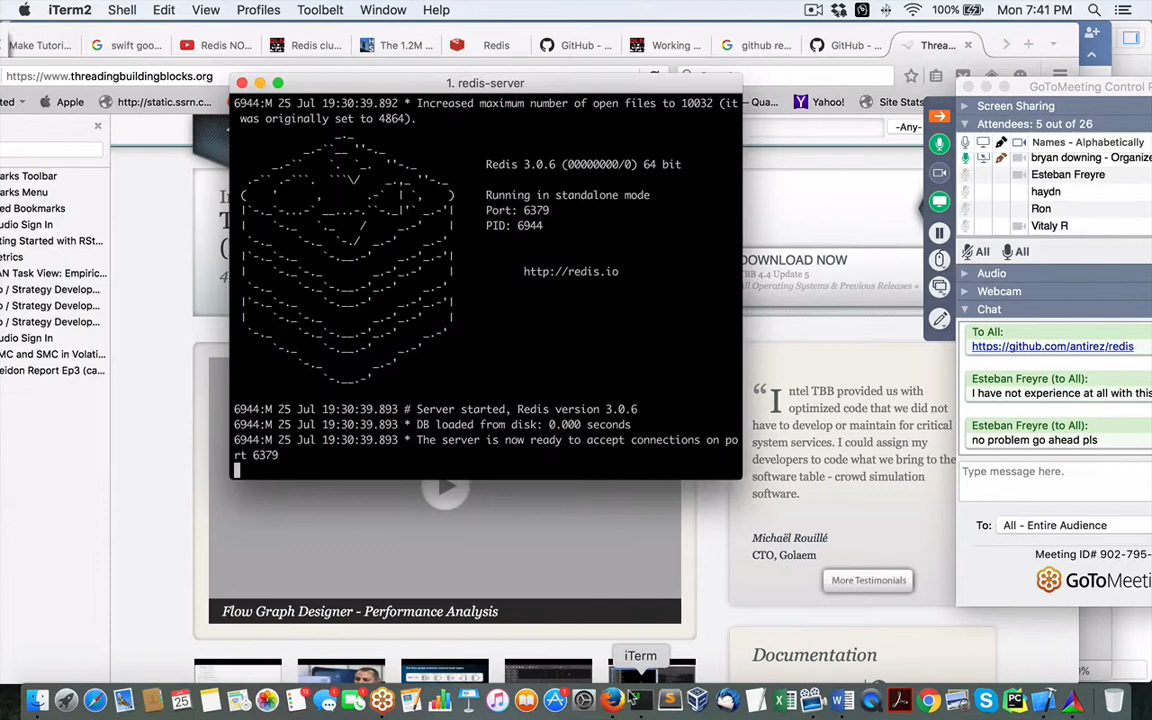 iTerm2 Shell Edit View Profiles Toolbelt Window Help 100% Mon 7:41 PM
Make Tutori... swift goo... Redis NO... Redis clu... The 1.2M ... Redis GitHub - ... Working ... github re... GitHub - ... Threa...
https://www.threadingbuildingblocks.org
Apple http://static.ssrn.c... Qua... Yahoo! Site Stats
1. redis-server
6944:M 25 Jul 19:30:39.892 * Increased maximum number of open files to 10032 (it
was originally set to 4864).
Redis 3.0.6 (00000000/0) 64 bit
Running in standalone mode
Port: 6379
PID: 6944
http://redis.io
6944:M 25 Jul 19:30:39.893 # Server started, Redis version 3.0.6
6944:M 25 Jul 19:30:39.893 * DB loaded from disk: 0.000 seconds
6944:M 25 Jul 19:30:39.893 * The server is now ready to accept connections on po
rt 6379
arks Toolbar
arks Menu
ed Bookmarks
udio Sign In
ting Started with RSt...
etrics
AN Task View: Empiric...
o / Strategy Develop...
o / Strategy Develop...
o / Strategy Develop...
udio Sign In
MC and SMC in Volati...
eidon Report Ep3 (ca...
-Any-
DOWNLOAD NOW
TBB 4.4 Update 5
all Operating Systems & Previous Releases »
“Intel TBB provided us with
optimized code that we did not
have to develop or maintain for critical
system services. I could assign my
developers to code what we bring to the
software table - crowd simulation
software.
Michaël Rouillé
CTO, Golaem
More Testimonials
Flow Graph Designer - Performance Analysis
Documentation
iTerm
GoToMeeting Control P
Screen Sharing
Attendees: 5 out of 26
Names - Alphabetically
bryan downing - Organize
Esteban Freyre
haydn
Ron
Vitaly R
All All
Audio
Webcam
Chat
To All:
https://github.com/antirez/redis
Esteban Freyre (to All):
I have not experience at all with this
Esteban Freyre (to All):
no problem go ahead pls
Type message here.
To: All - Entire Audience
Meeting ID# 902-795-
GoToMeeti